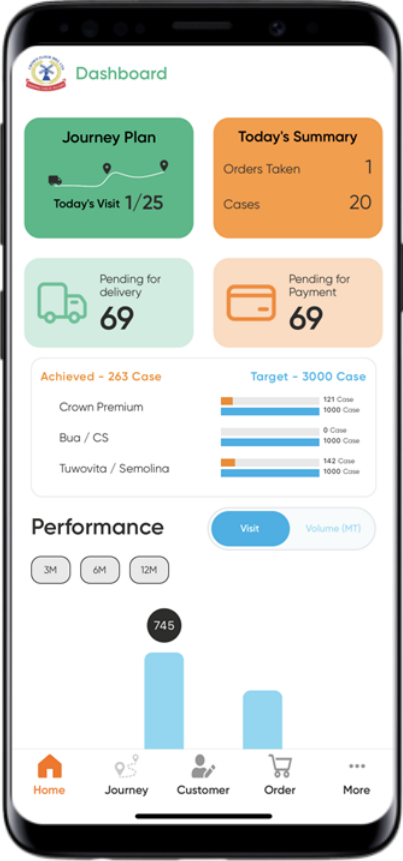 Dashboard
Journey Plan
Today's Visit 1/25
Today's Summary
Orders Taken 1
Cases 20
Pending for
delivery
69
Pending for
Payment
69
Achieved - 263 Case
Target - 3000 Case
Crown Premium
121 Case
1000 Case
Bua / CS
0 Case
1000 Case
Tuwovita / Semolina
142 Case
1000 Case
Performance
Visit
Volume (MT)
3M
6M
12M
745
Home
Journey
Customer
Order
More